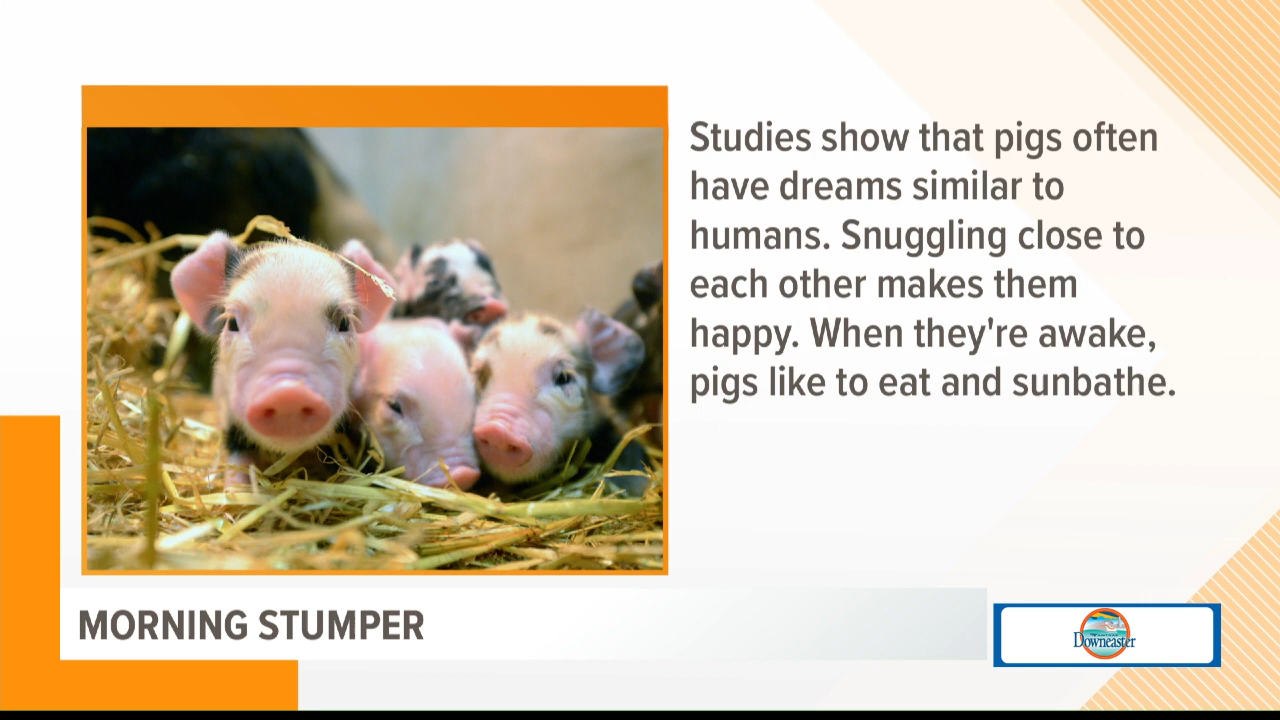 Studies show that pigs often
have dreams similar to
humans. Snuggling close to
each other makes them
happy. When they're awake,
pigs like to eat and sunbathe.
MORNING STUMPER
Downeaster